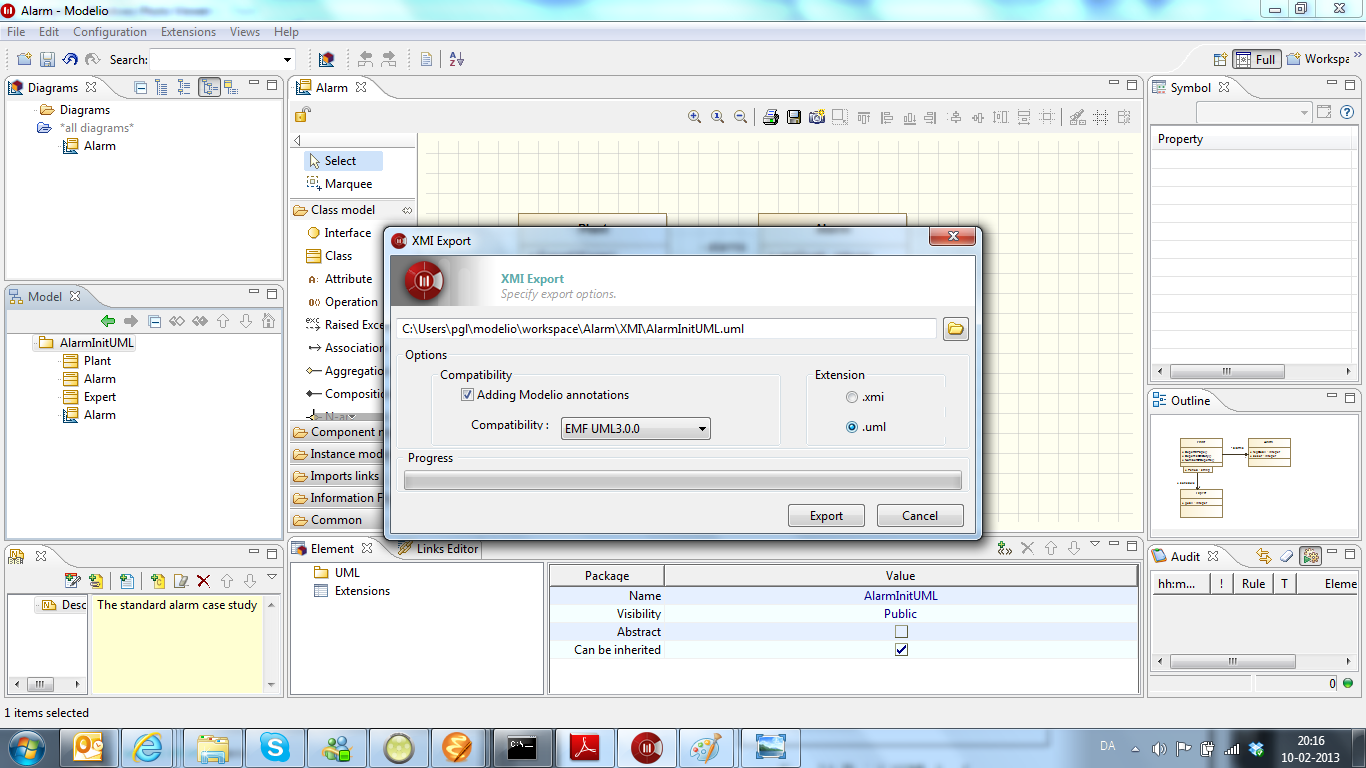 Alarm - Modelio
File Edit Configuration Extensions Views Help
Search:
Full
Workspa
Diagrams
Diagrams
*all diagrams*
Alarm
Model
AlarmInitUML
Plant
Alarm
Expert
Alarm
Desc
The standard alarm case study
Alarm
Select
Marquee
Class model
Interface
Class
Attribute
Operation
Raised Exce
Association
Aggregatio
Compositi
Component m
Instance mod
Imports links
Information F
Common
XMI Export
XMI Export
Specify export options.
C:\Users\pgl\modelio\workspace\Alarm\XMI\AlarmInitUML.uml
Options
Compatibility
Adding Modelio annotations
Compatibility :
EMF UML3.0.0
Extension
.xmi
.uml
Progress
Export
Cancel
Element
Links Editor
UML
Extensions
Package Value
Name AlarmInitUML
Visibility Public
Abstract
Can be inherited
Symbol
Property
Outline
Audit
hh:m... ! Rule T Eleme
0
1 items selected
DA
20:16
10-02-2013